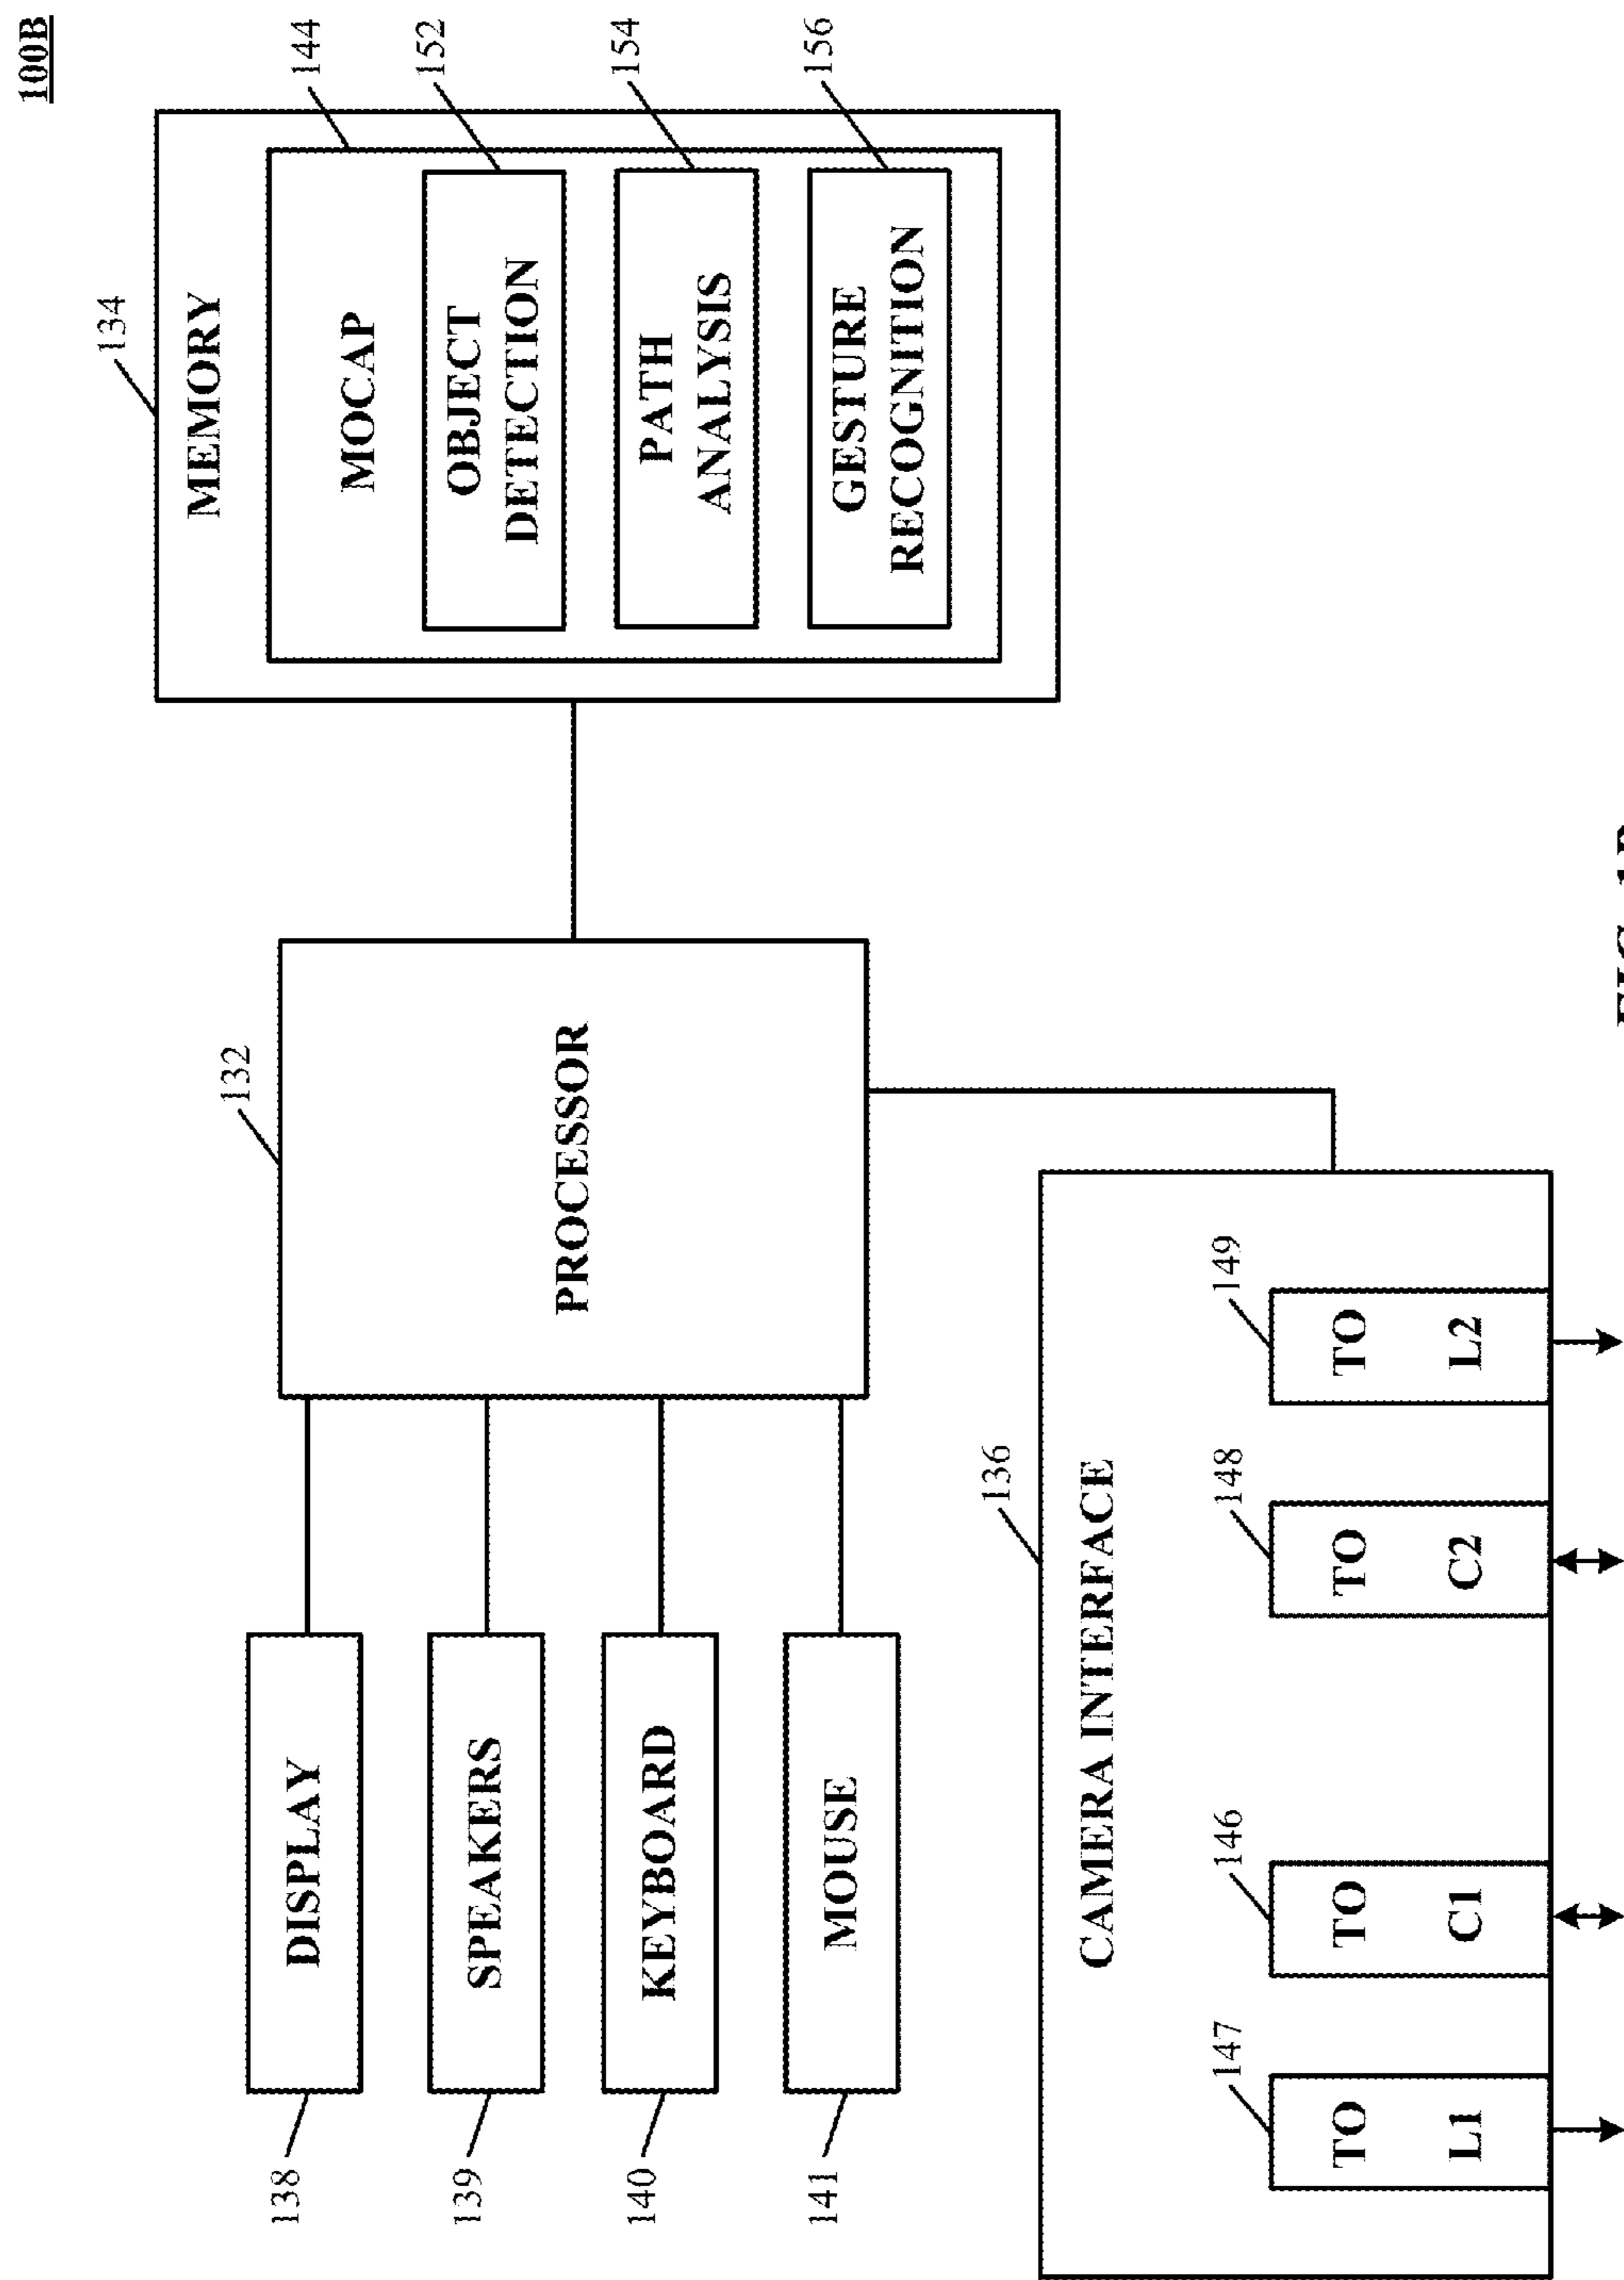 100B
134
MEMORY
144
MOCAP
152
OBJECT
DETECTION
154
PATH
ANALYSIS
156
GESTURE
RECOGNITION
132
PROCESSOR
138
DISPLAY
139
SPEAKERS
140
KEYBOARD
141
MOUSE
136
CAMERA INTERFACE
147
TO
L1
146
TO
C1
148
TO
C2
149
TO
L2